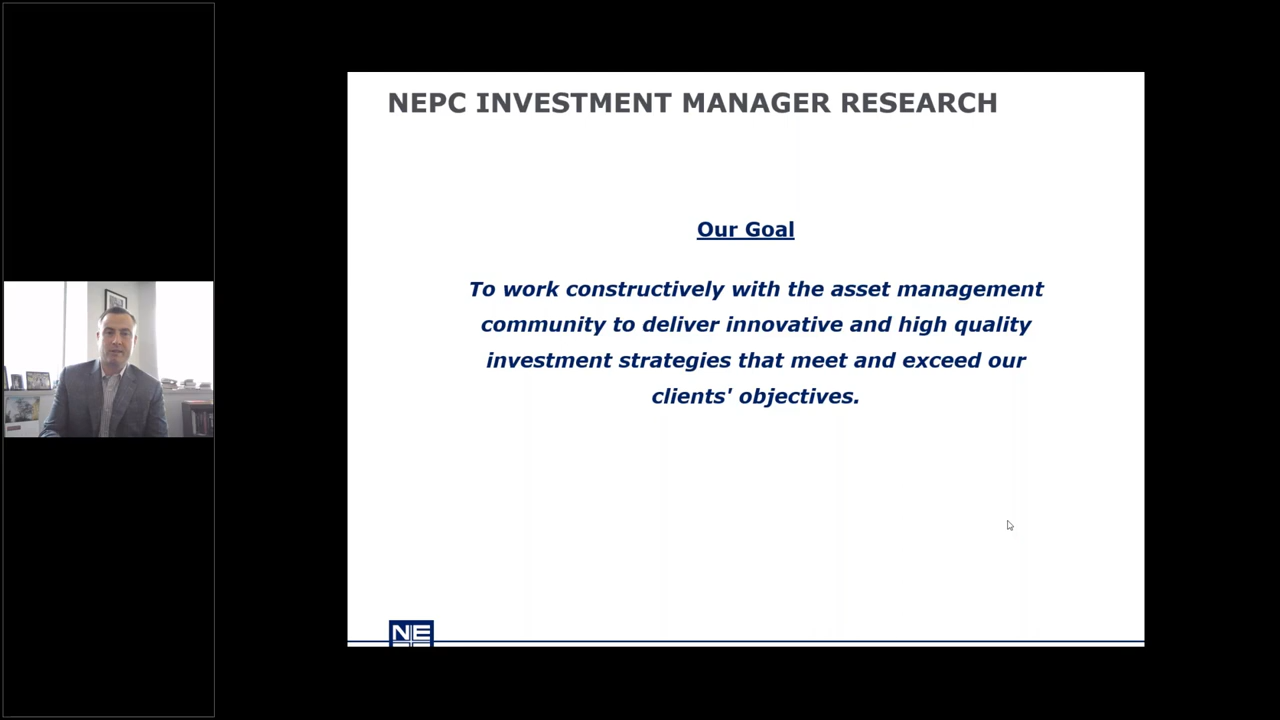 NEPC INVESTMENT MANAGER RESEARCH
Our Goal
To work constructively with the asset management
community to deliver innovative and high quality
investment strategies that meet and exceed our
clients' objectives.
NE